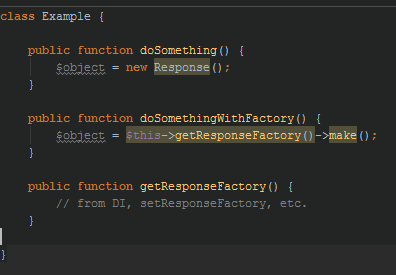 class Example {
public function doSomething() {
$object = new Response();
}
public function doSomethingWithFactory() {
$object = $this->getResponseFactory()->make();
}
public function getResponseFactory() {
// from DI, setResponseFactory, etc.
}
}